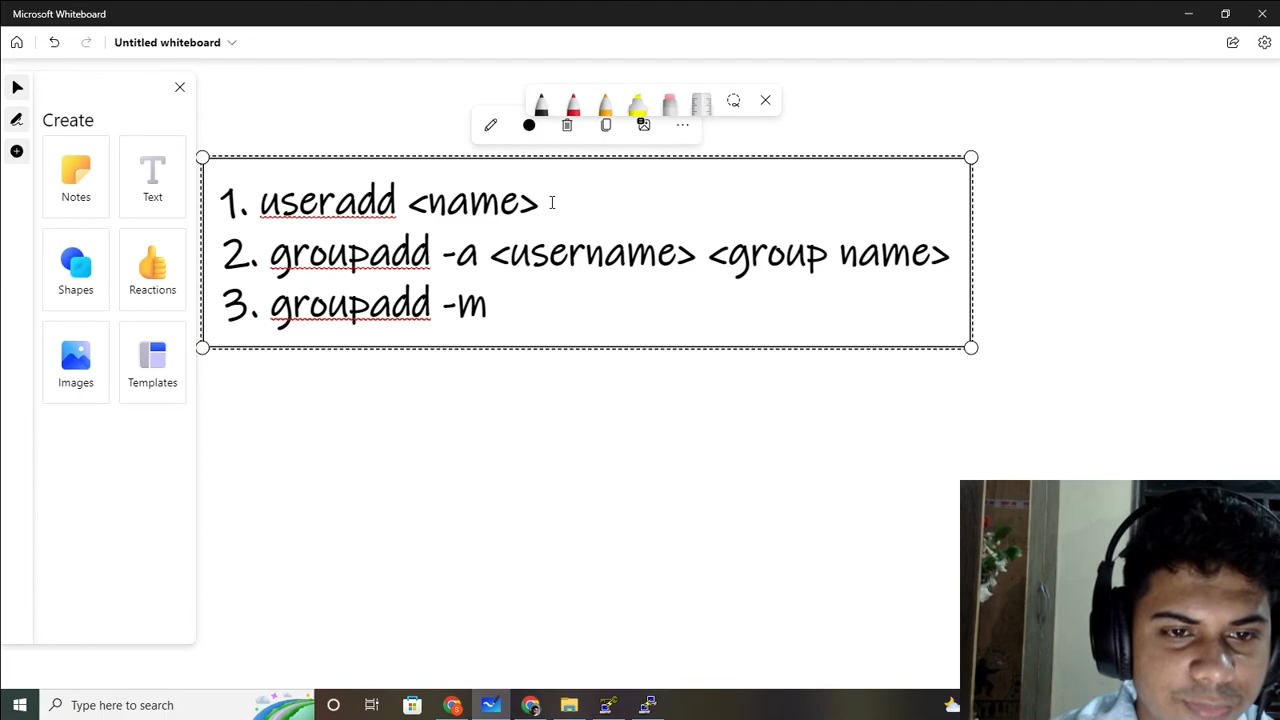 Microsoft Whiteboard
Untitled whiteboard
Create
Notes
Text
Shapes
Reactions
Images
Templates
1. useradd <name>
2. groupadd -a <username> <group name>
3. groupadd -m
Type here to search